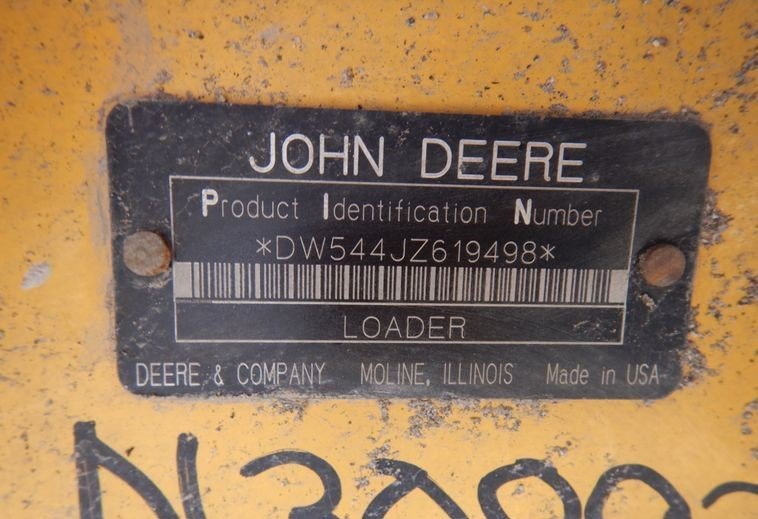 JOHN DEERE
Product Identification Number
*DW544JZ619498*
LOADER
DEERE & COMPANY MOLINE, ILLINOIS Made in USA